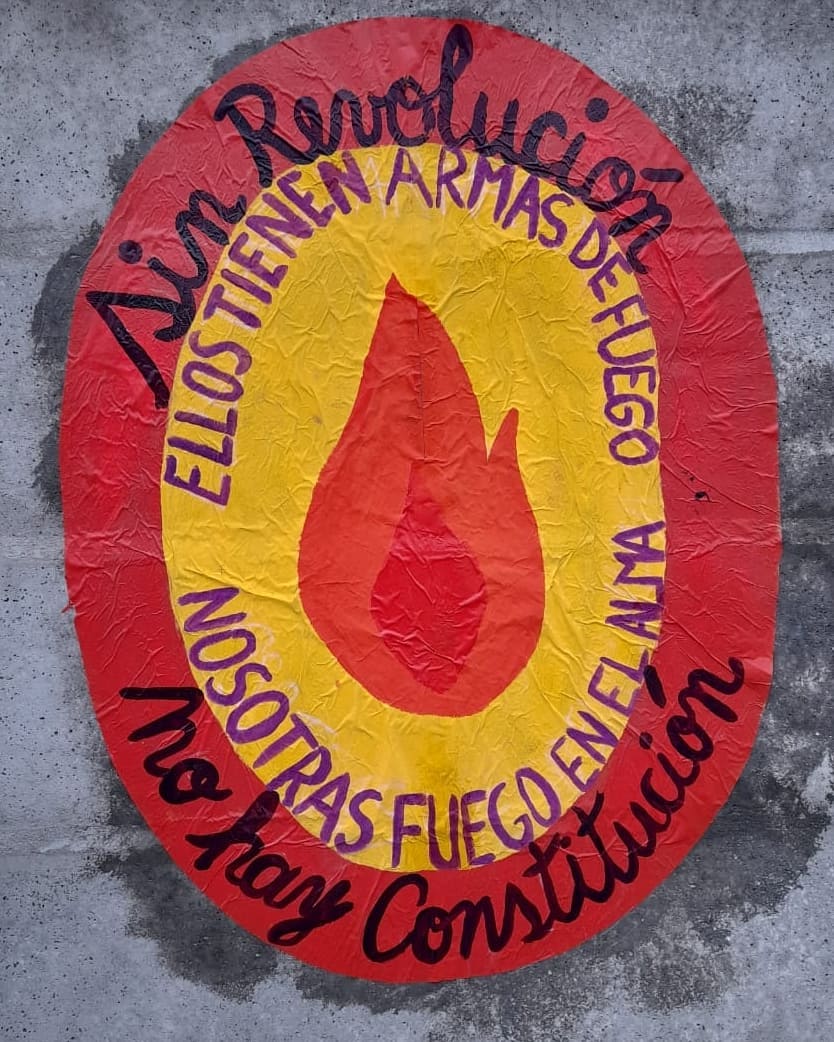 Sin Revolución
ELLOS TIENEN ARMAS DE FUEGO
NOSOTRAS FUEGO EN EL ALMA
no hay Constitución